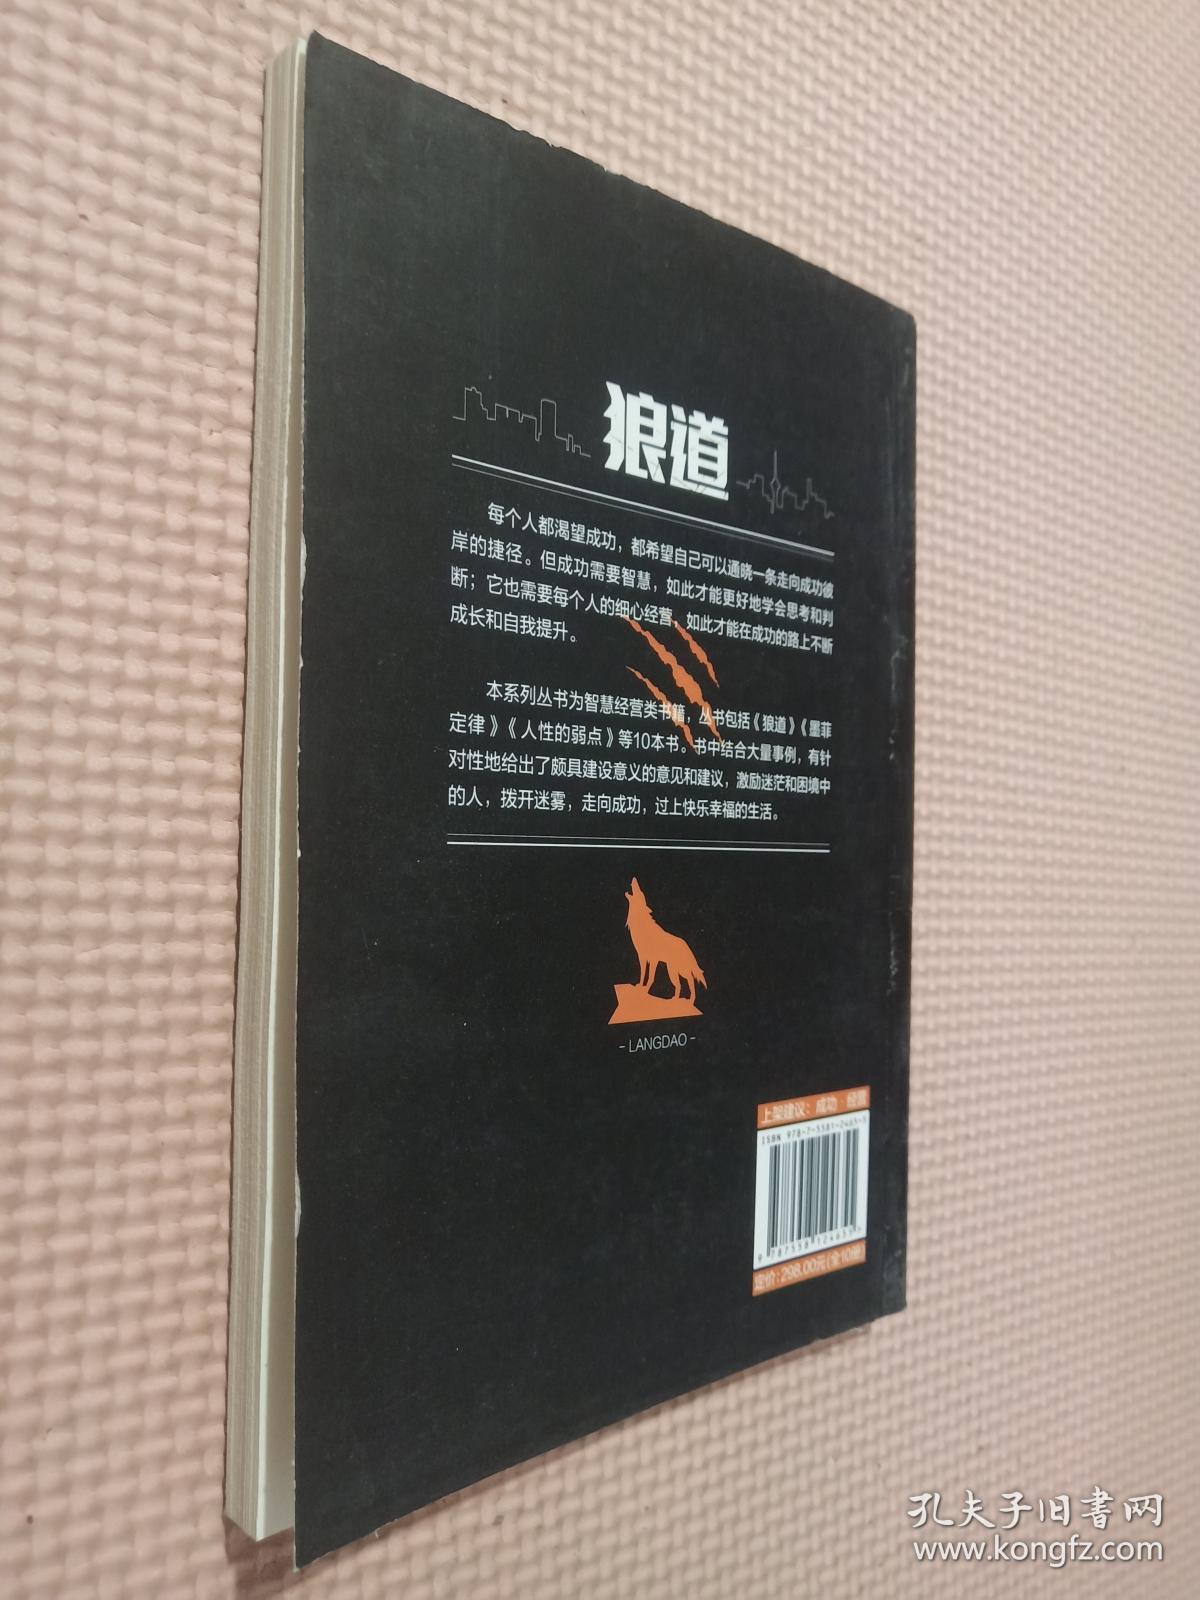 狼道
每个人都渴望成功，都希望自己可以通晓一条走向成功彼
岸的捷径。但成功需要智慧，如此才能更好地学会思考和判
断；它也需要每个人的细心经营，如此才能在成功的路上不断
成长和自我提升。
本系列丛书为智慧经营类书籍，丛书包括《狼道》《墨菲
定律》《人性的弱点》等10本书。书中结合大量事例，有针
对性地给出了颇具建设意义的意见和建议，激励迷茫和困境中
的人，拨开迷雾，走向成功，过上快乐幸福的生活。
- LANGDAO -
上架建议：成功·经营
ISBN 978-7-5581-2465-5
9 787558 124655
定价：298.00元(全10册)
孔夫子旧书网
www.kongfz.com